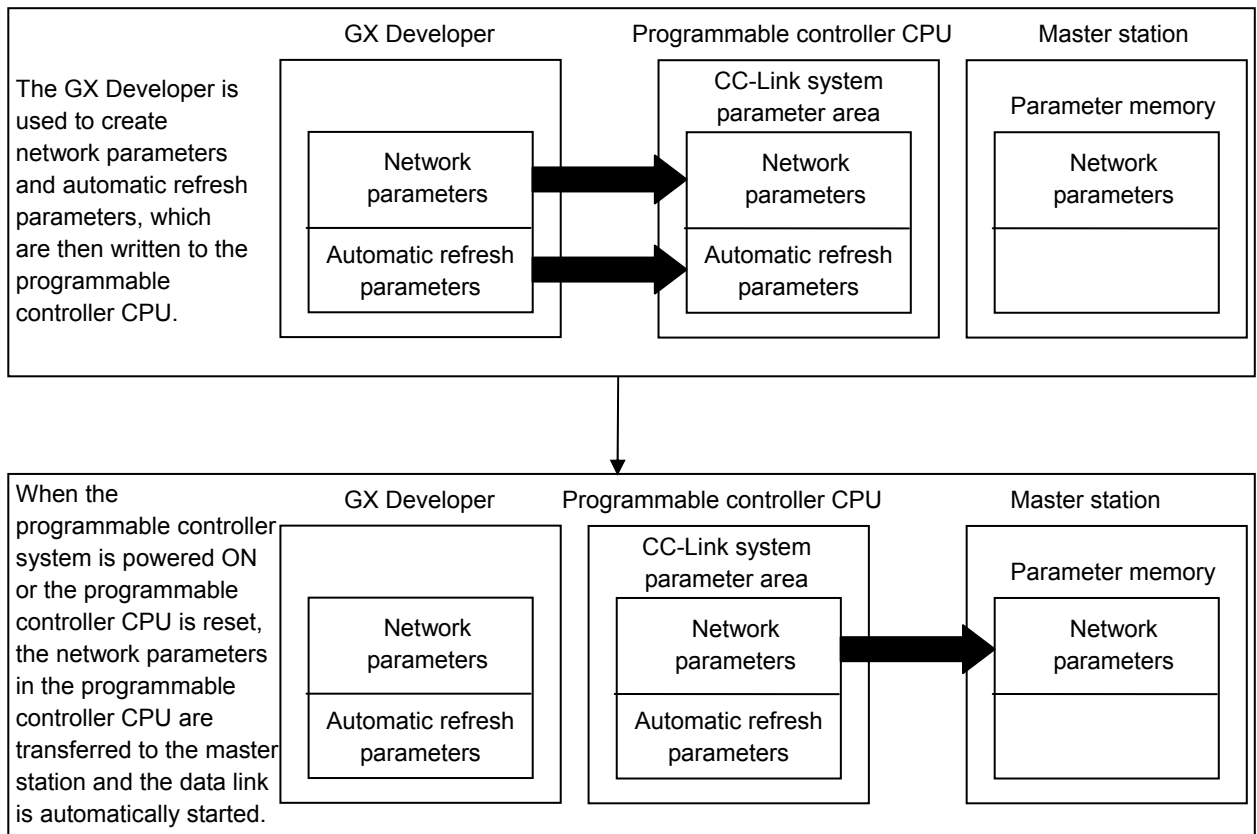 The GX Developer is
used to create
network parameters
and automatic refresh
parameters, which
are then written to the
programmable
controller CPU.
GX Developer
Network
parameters
Automatic refresh
parameters
Programmable controller CPU
CC-Link system
parameter area
Network
parameters
Automatic refresh
parameters
Master station
Parameter memory
Network
parameters
When the
programmable controller
system is powered ON
or the programmable
controller CPU is reset,
the network parameters
in the programmable
controller CPU are
transferred to the master
station and the data link
is automatically started.
GX Developer
Network
parameters
Automatic refresh
parameters
Programmable controller CPU
CC-Link system
parameter area
Network
parameters
Automatic refresh
parameters
Master station
Parameter memory
Network
parameters